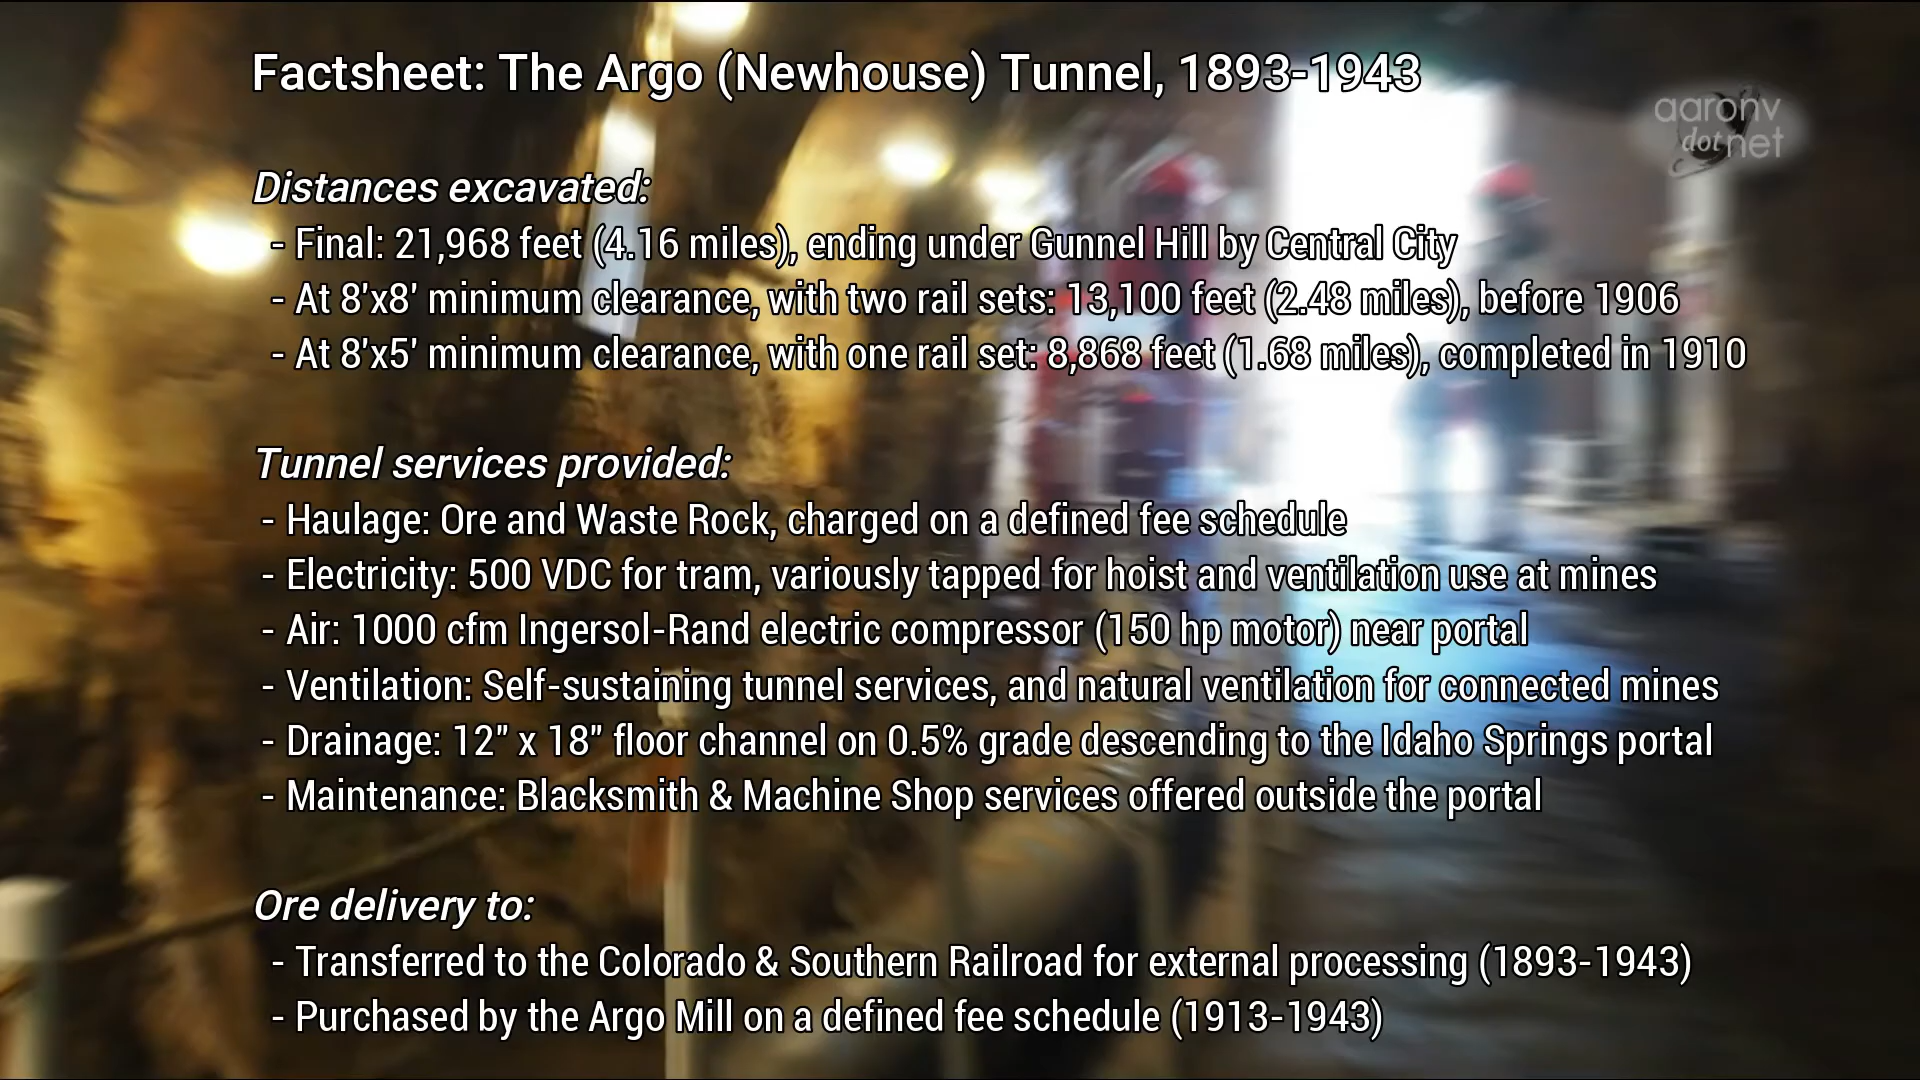 Factsheet: The Argo (Newhouse) Tunnel, 1893-1943
aaronv
dot net
Distances excavated:
- Final: 21,968 feet (4.16 miles), ending under Gunnel Hill by Central City
- At 8'x8' minimum clearance, with two rail sets: 13,100 feet (2.48 miles), before 1906
- At 8'x5' minimum clearance, with one rail set: 8,868 feet (1.68 miles), completed in 1910
Tunnel services provided:
- Haulage: Ore and Waste Rock, charged on a defined fee schedule
- Electricity: 500 VDC for tram, variously tapped for hoist and ventilation use at mines
- Air: 1000 cfm Ingersol-Rand electric compressor (150 hp motor) near portal
- Ventilation: Self-sustaining tunnel services, and natural ventilation for connected mines
- Drainage: 12" x 18" floor channel on 0.5% grade descending to the Idaho Springs portal
- Maintenance: Blacksmith & Machine Shop services offered outside the portal
Ore delivery to:
- Transferred to the Colorado & Southern Railroad for external processing (1893-1943)
- Purchased by the Argo Mill on a defined fee schedule (1913-1943)